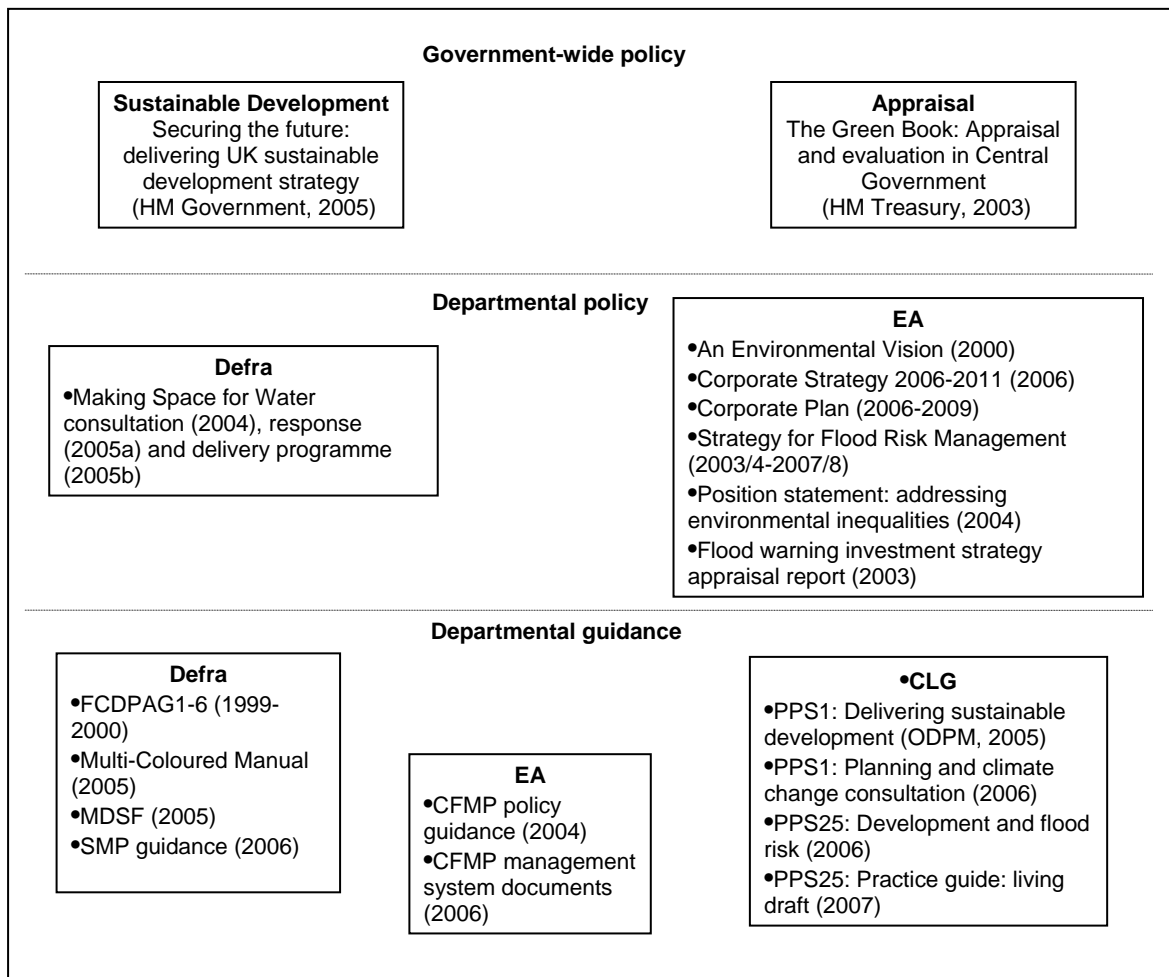 Government-wide policy
Sustainable Development
Securing the future:
delivering UK sustainable
development strategy
(HM Government, 2005)
Appraisal
The Green Book: Appraisal
and evaluation in Central
Government
(HM Treasury, 2003)
Departmental policy
Defra
•Making Space for Water
consultation (2004), response
(2005a) and delivery programme
(2005b)
EA
•An Environmental Vision (2000)
•Corporate Strategy 2006-2011 (2006)
•Corporate Plan (2006-2009)
•Strategy for Flood Risk Management
(2003/4-2007/8)
•Position statement: addressing
environmental inequalities (2004)
•Flood warning investment strategy
appraisal report (2003)
Departmental guidance
Defra
•FCDPAG1-6 (1999-
2000)
•Multi-Coloured Manual
(2005)
•MDSF (2005)
•SMP guidance (2006)
EA
•CFMP policy
guidance (2004)
•CFMP management
system documents
(2006)
•CLG
•PPS1: Delivering sustainable
development (ODPM, 2005)
•PPS1: Planning and climate
change consultation (2006)
•PPS25: Development and flood
risk (2006)
•PPS25: Practice guide: living
draft (2007)